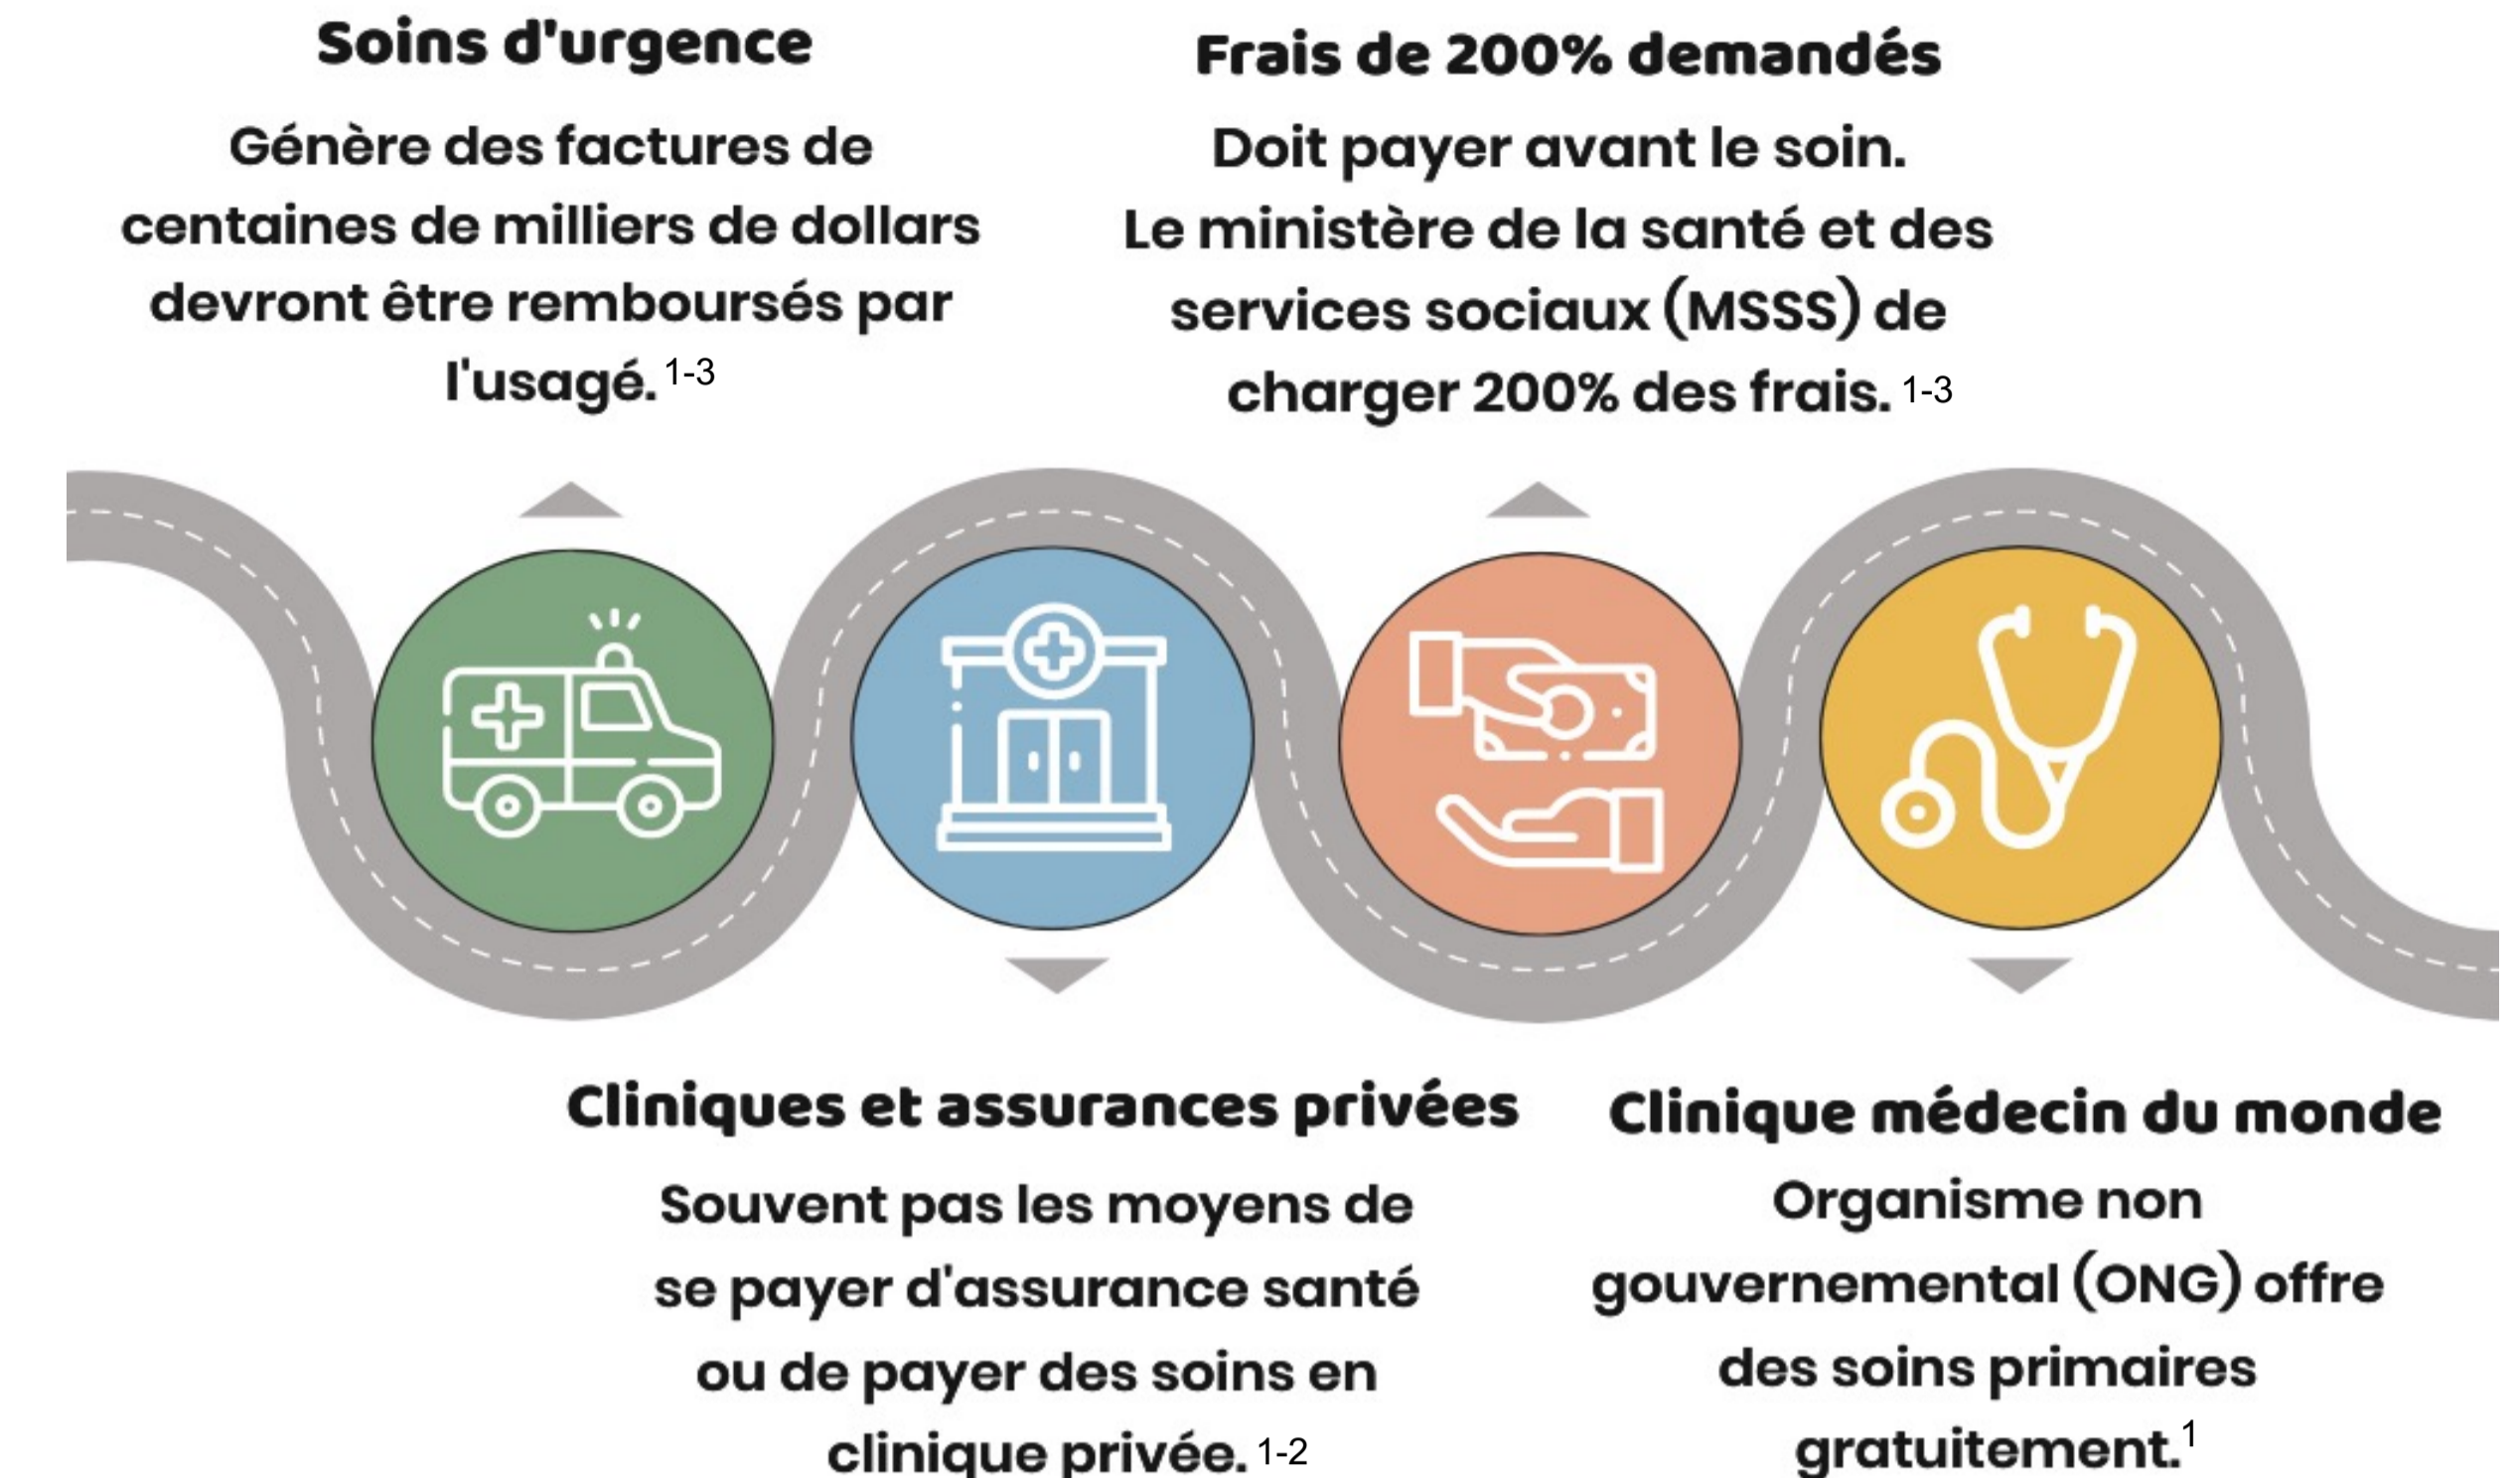 Soins d'urgence
Génère des factures de
centaines de milliers de dollars
devront être remboursés par
l'usagé. 1-3
Frais de 200% demandés
Doit payer avant le soin.
Le ministère de la santé et des
services sociaux (MSSS) de
charger 200% des frais. 1-3
Cliniques et assurances privées
Souvent pas les moyens de
se payer d'assurance santé
ou de payer des soins en
clinique privée. 1-2
Clinique médecin du monde
Organisme non
gouvernemental (ONG) offre
des soins primaires
gratuitement. 1